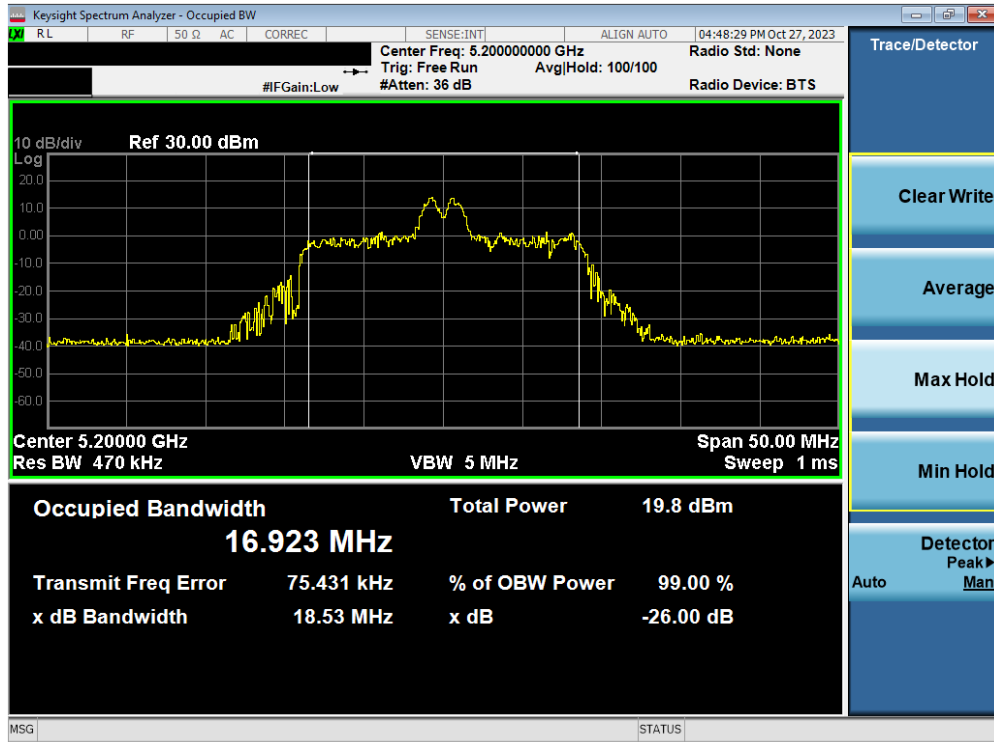 Keysight Spectrum Analyzer - Occupied BW
LXI RL RF 50 Ω AC CORREC SENSE:INT ALIGN AUTO 04:48:29 PM Oct 27, 2023
Center Freq: 5.200000000 GHz Radio Std: None
Trig: Free Run Avg|Hold: 100/100
#IFGain:Low #Atten: 36 dB Radio Device: BTS
10 dB/div Ref 30.00 dBm
Log
20.0
10.0
0.00
-10.0
-20.0
-30.0
-40.0
-50.0
-60.0
Center 5.20000 GHz Span 50.00 MHz
Res BW 470 kHz VBW 5 MHz Sweep 1 ms
Occupied Bandwidth Total Power 19.8 dBm
16.923 MHz
Transmit Freq Error 75.431 kHz % of OBW Power 99.00 %
x dB Bandwidth 18.53 MHz x dB -26.00 dB
MSG STATUS
Trace/Detector
Clear Write
Average
Max Hold
Min Hold
Detector
Peak▶
Auto Man